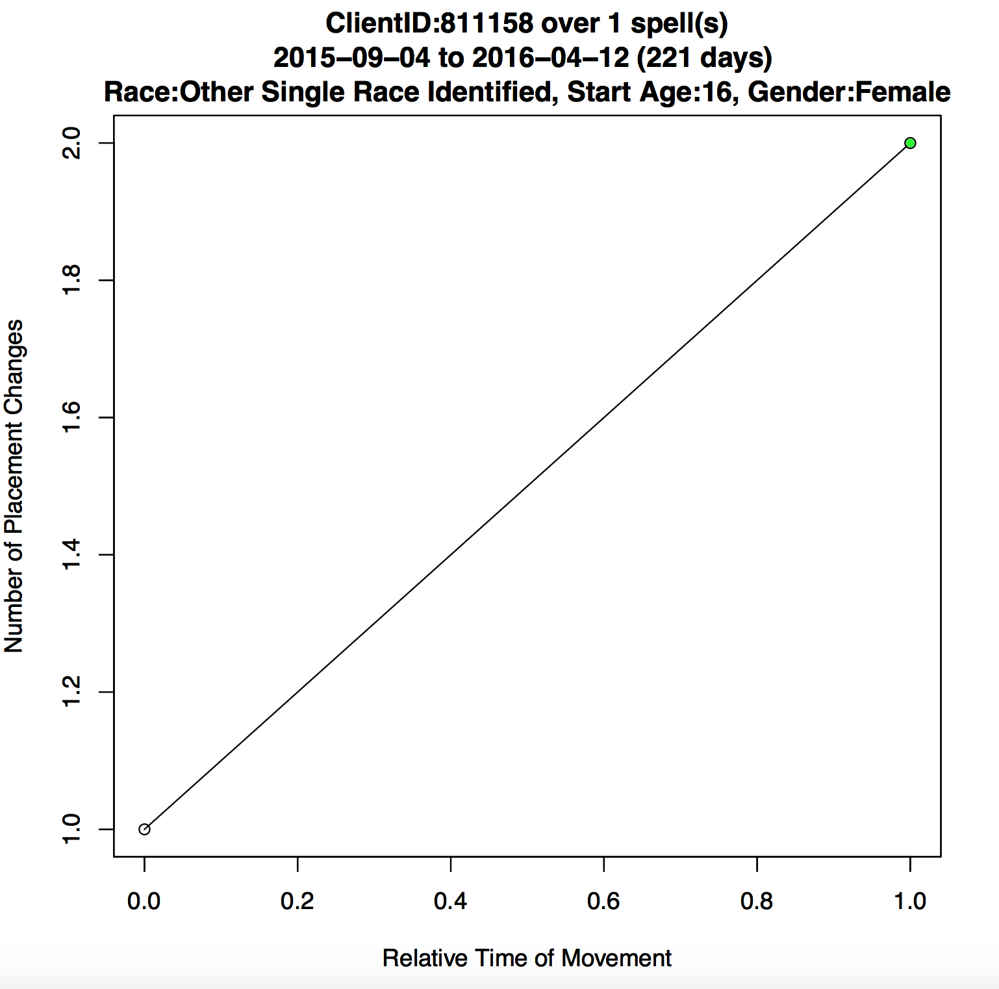 ClientID:811158 over 1 spell(s)
2015–09–04 to 2016–04–12 (221 days)
Race:Other Single Race Identified, Start Age:16, Gender:Female
Number of Placement Changes
2.0
1.8
1.6
1.4
1.2
1.0
0.0 0.2 0.4 0.6 0.8 1.0
Relative Time of Movement